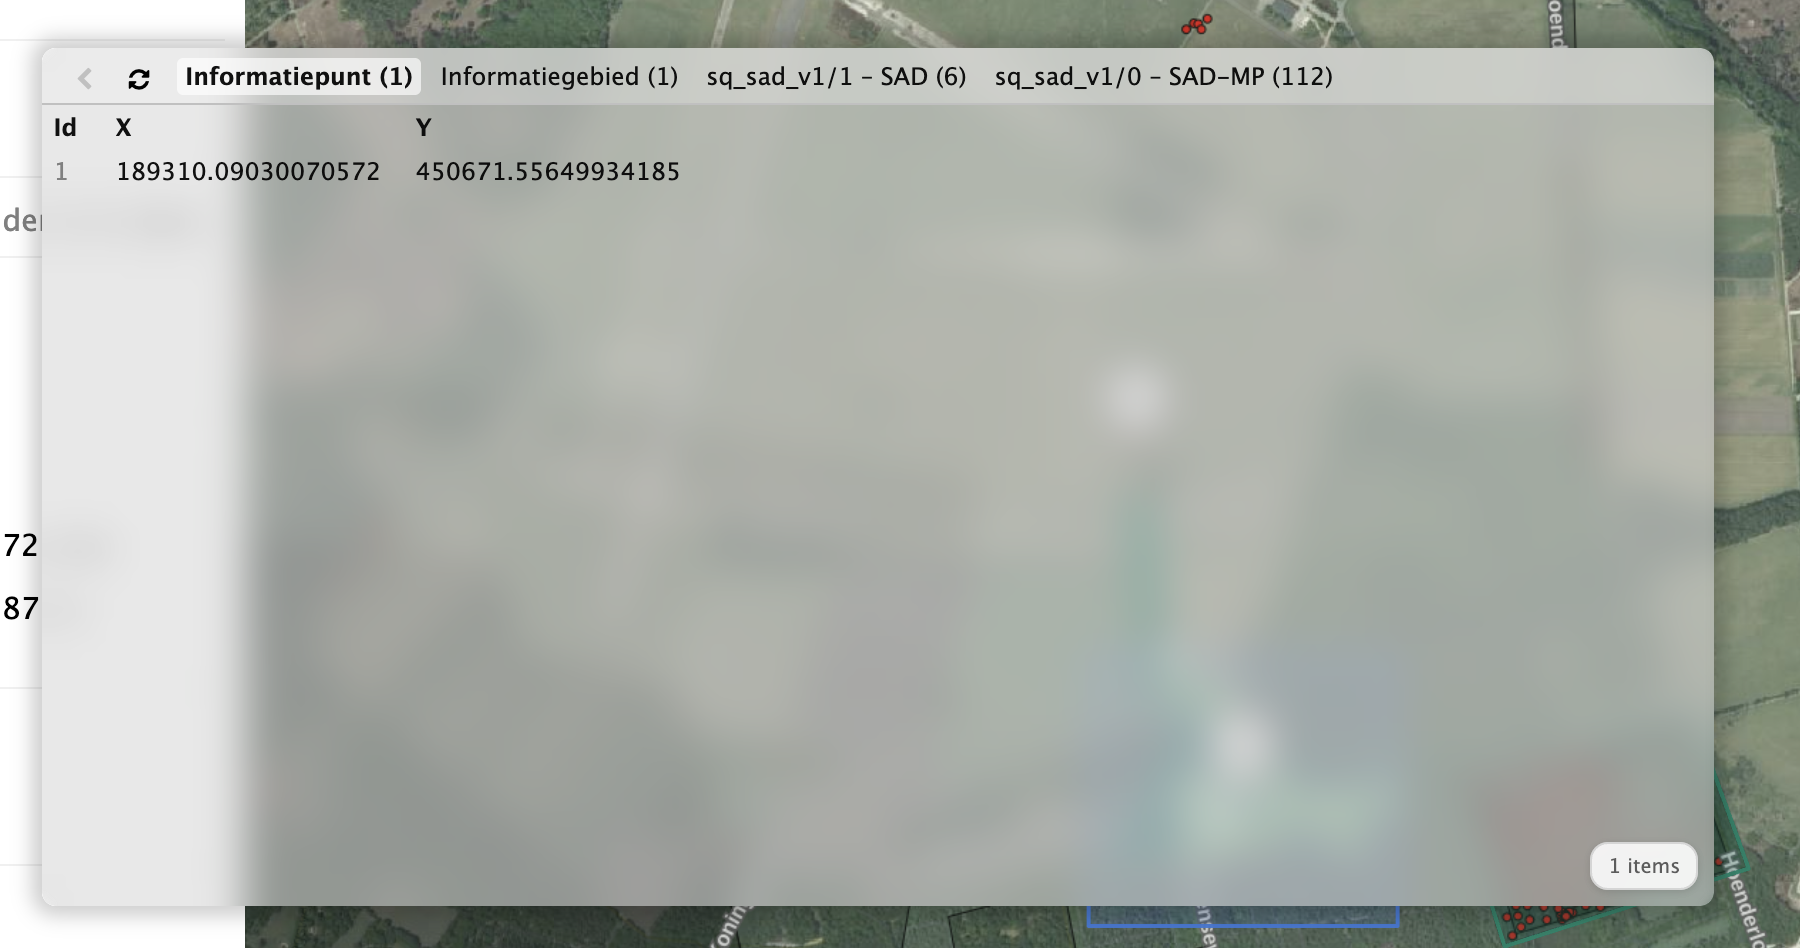 Informatiepunt (1) Informatiegebied (1) sq_sad_v1/1 - SAD (6) sq_sad_v1/0 - SAD-MP (112)
Id X Y
1 189310.09030070572 450671.55649934185
72
87
1 items